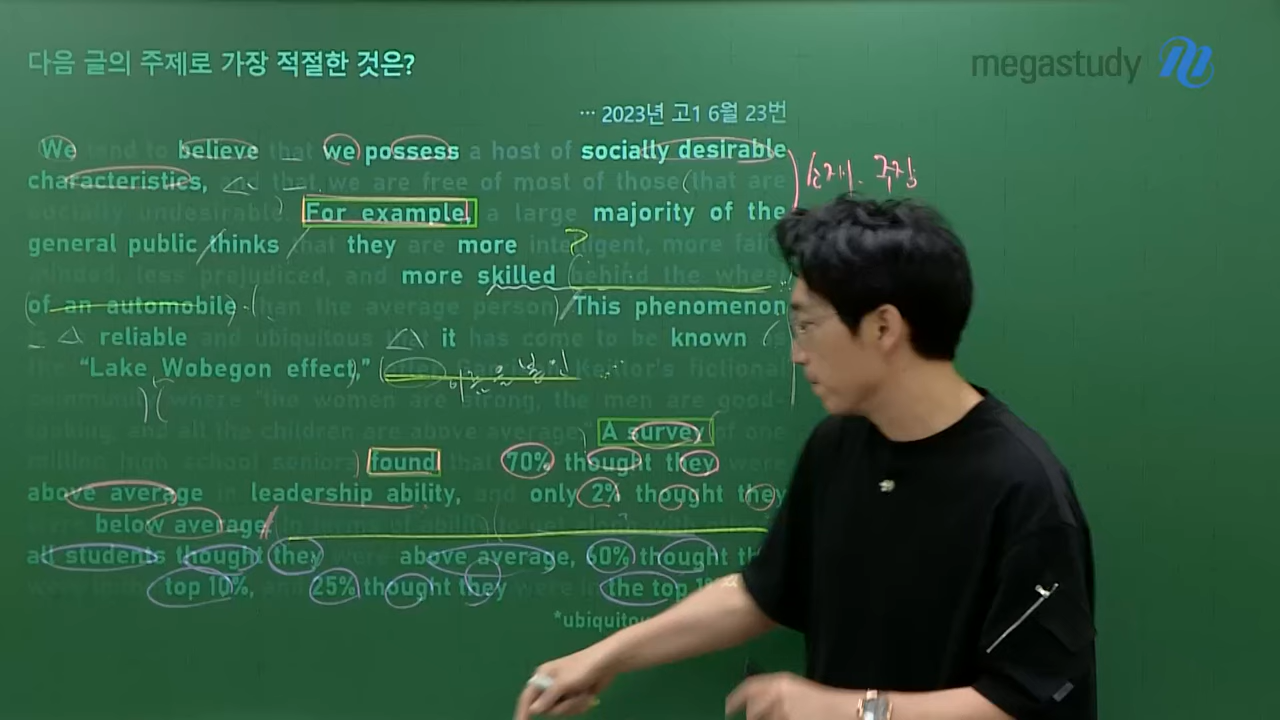 다음 글의 주제로 가장 적절한 것은?
megastudy
… 2023년 고1 6월 23번
We tend to believe that we possess a host of socially desirable
characteristics, and that we are free of most of those that are
socially undesirable. For example, a large majority of the
general public thinks that they are more intelligent, more fair-
minded, less prejudiced, and more skilled behind the wheel
of an automobile than the average person. This phenomenon
reliable and ubiquitous that it has come to be known as
"Lake Wobegon effect," fictional
community where "the women are strong, the men are good-
looking, and all the children are above average." A survey of one
million high school seniors found that 70% thought they were
above average in leadership ability, and only 2% thought they
were below average. In terms of ability to get along with
all students thought they were above average, 60% thought
were in the top 10%, and 25% thought they were in the top 1%
*ubiquitou
소재, 주장